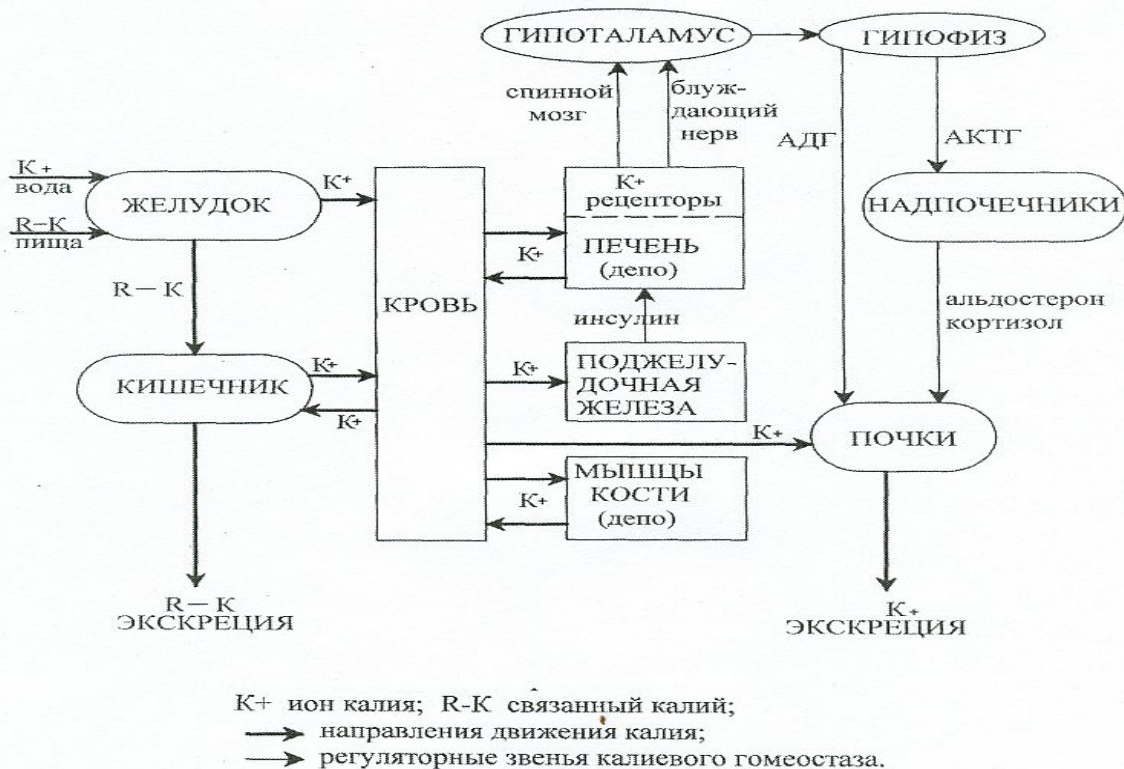 ГИПОТАЛАМУС
ГИПОФИЗ
спинной
мозг
блуж-
дающий
нерв
АДГ
АКТГ
К+
вода
R-К
пища
ЖЕЛУДОК
К+
К+
рецепторы
ПЕЧЕНЬ
(депо)
К+
НАДПОЧЕЧНИКИ
R-К
КРОВЬ
инсулин
альдостерон
кортизол
КИШЕЧНИК
К+
К+
К+
ПОДЖЕЛУ-
ДОЧНАЯ
ЖЕЛЕЗА
К+
ПОЧКИ
МЫШЦЫ
КОСТИ
(депо)
К+
R-К
ЭКСКРЕЦИЯ
К+
ЭКСКРЕЦИЯ
К+ ион калия; R-К связанный калий;
направления движения калия;
регуляторные звенья калиевого гомеостаза.